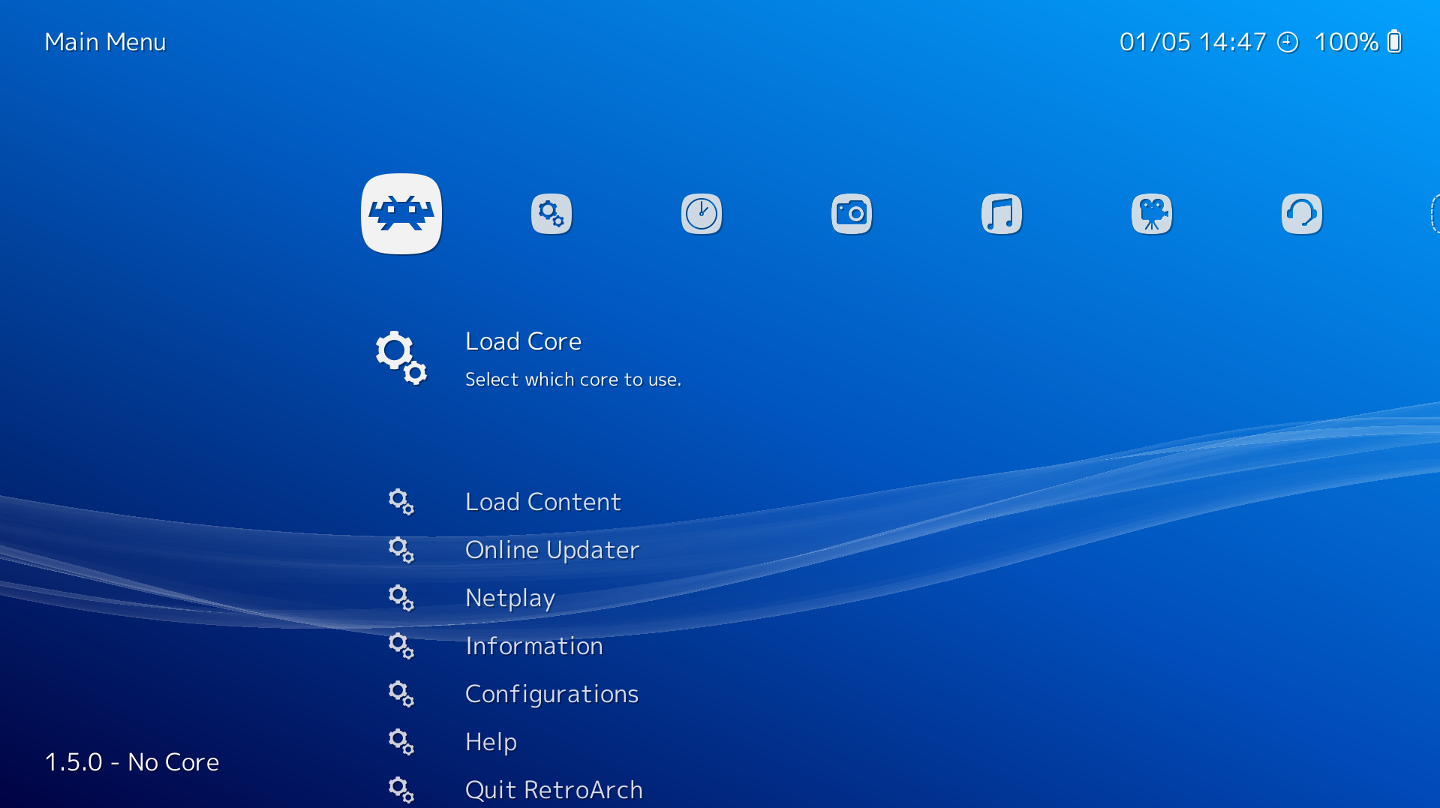 Main Menu
01/05 14:47 100%
Load Core
Select which core to use.
Load Content
Online Updater
Netplay
Information
Configurations
Help
Quit RetroArch
1.5.0 - No Core